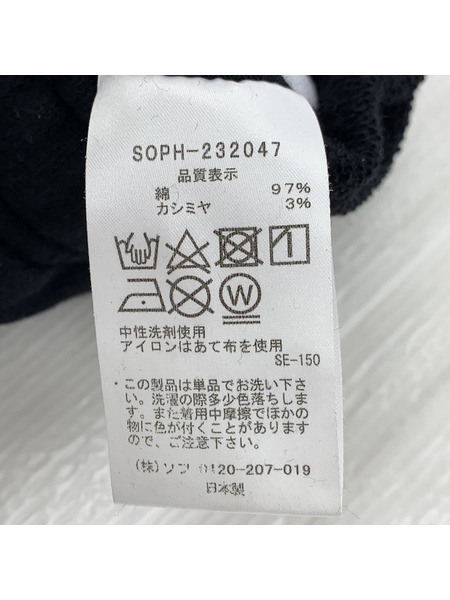 SOPH-232047
品質表示
綿 97%
カシミヤ 3%
W
中性洗剤使用
アイロンはあて布を使用
SE-150
・この製品は単品でお洗い下さ
い。洗濯の際多少色落ちしま
す。また着用中摩擦でほかの
物に色が付くことがあります
ので、ご注意下さい。
(株)ソフ 0120-207-019
日本製